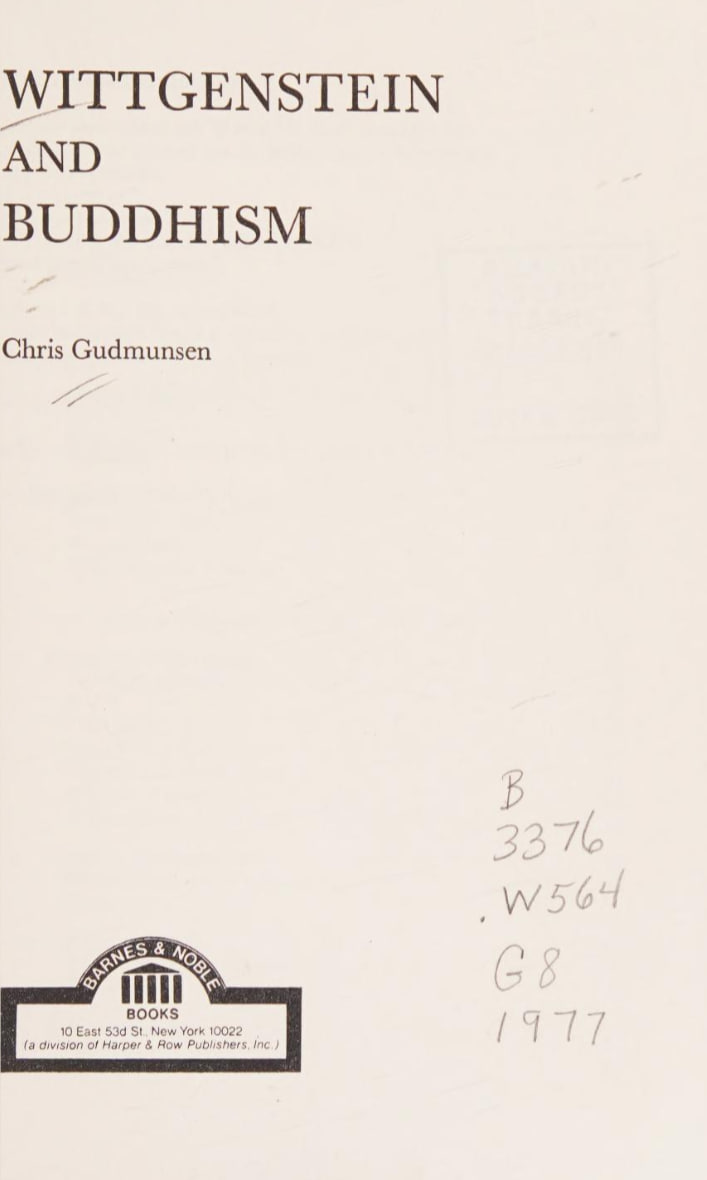 WITTGENSTEIN
AND
BUDDHISM
Chris Gudmunsen
B
3376
.W564
G8
1977
BARNES & NOBLE
BOOKS
10 East 53d St., New York 10022
(a division of Harper & Row Publishers, Inc.)